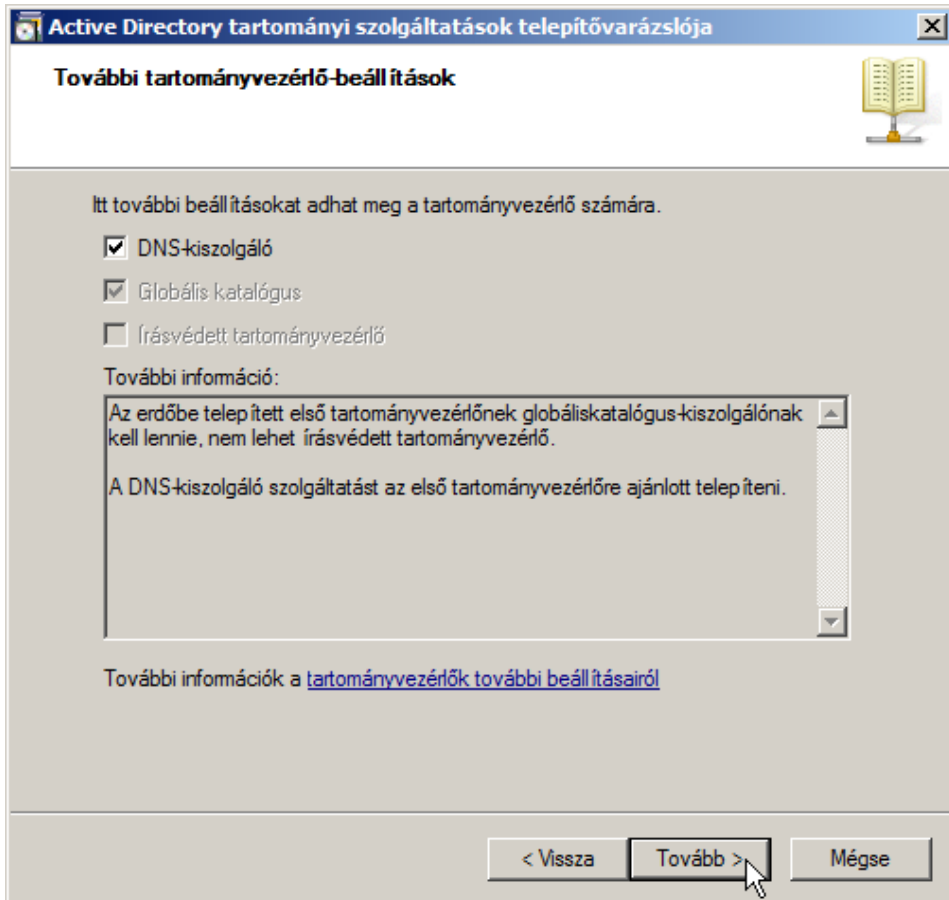 Active Directory tartományi szolgáltatások telepítővarázslója
További tartományvezérlő-beállítások
Itt további beállításokat adhat meg a tartományvezérlő számára.
DNS-kiszolgáló
Globális katalógus
Írásvédett tartományvezérlő
További információ:
Az erdőbe telepített első tartományvezérlőnek globáliskatalógus-kiszolgálónak
kell lennie, nem lehet írásvédett tartományvezérlő.
A DNS-kiszolgáló szolgáltatást az első tartományvezérlőre ajánlott telepíteni.
További információk a tartományvezérlők további beállításairól
< Vissza
Tovább >
Mégse